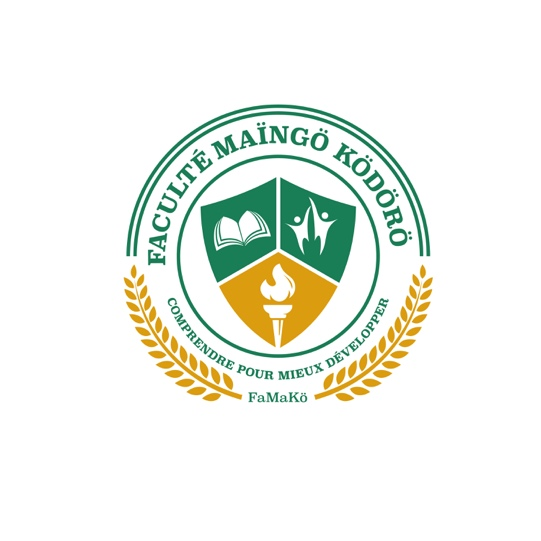 FACULTÉ MAÏNGÖ KÖDÖRÖ
COMPRENDRE POUR MIEUX DÉVELOPPER
FaMaKö